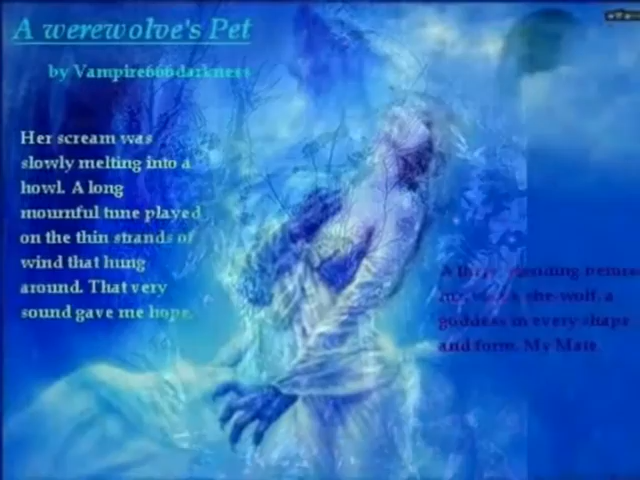 A werewolve's Pet
by Vampire666darkness
Her scream was
slowly melting into a
howl. A long
mournful tune played
on the thin strands of
wind that hung
around. That very
sound gave me hope.
standing
she-wolf, a
goddess in every shape
and form. My Mate.